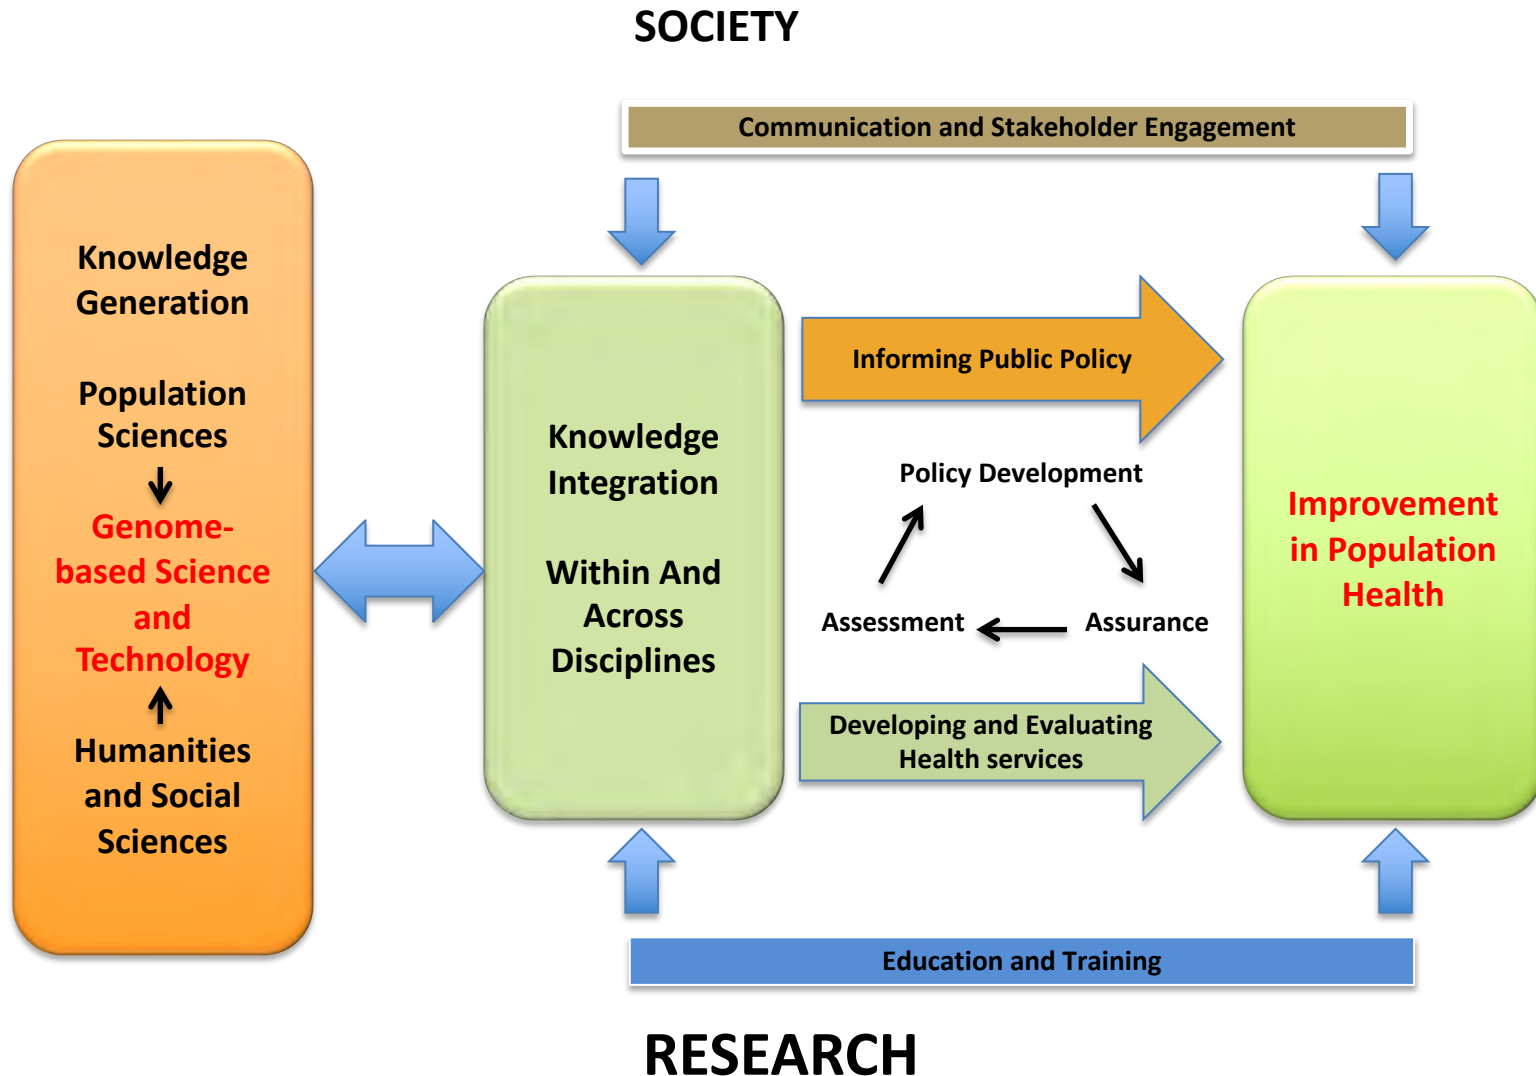 SOCIETY
Communication and Stakeholder Engagement
Knowledge
Generation
Population
Sciences
Genome-
based Science
and
Technology
Humanities
and Social
Sciences
Knowledge
Integration
Within And
Across
Disciplines
Informing Public Policy
Policy Development
Assessment
Assurance
Developing and Evaluating
Health services
Improvement
in Population
Health
Education and Training
RESEARCH